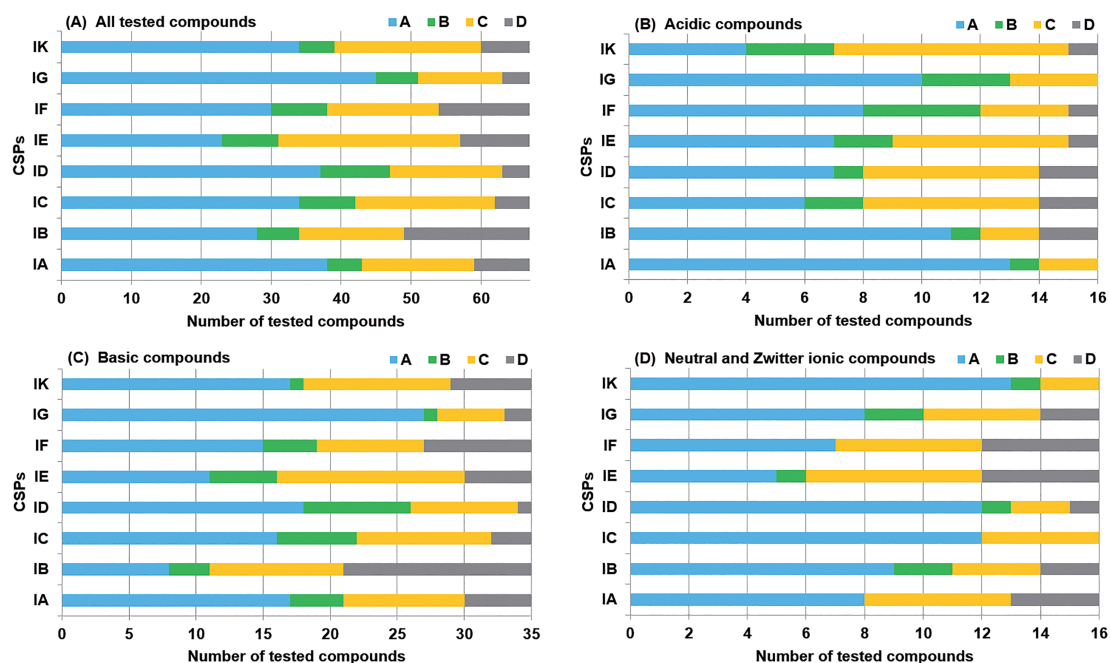 (A) All tested compounds
A B C D
IK
IG
IF
IE
ID
IC
IB
IA
CSPs
0 10 20 30 40 50 60
Number of tested compounds
(B) Acidic compounds
A B C D
IK
IG
IF
IE
ID
IC
IB
IA
CSPs
0 2 4 6 8 10 12 14 16
Number of tested compounds
(C) Basic compounds
A B C D
IK
IG
IF
IE
ID
IC
IB
IA
CSPs
0 5 10 15 20 25 30 35
Number of tested compounds
(D) Neutral and Zwitter ionic compounds
A B C D
IK
IG
IF
IE
ID
IC
IB
IA
CSPs
0 2 4 6 8 10 12 14 16
Number of tested compounds